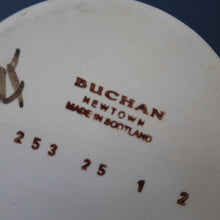 BUCHAN
NEWTOWN
MADE IN SCOTLAND
253 25 1 2